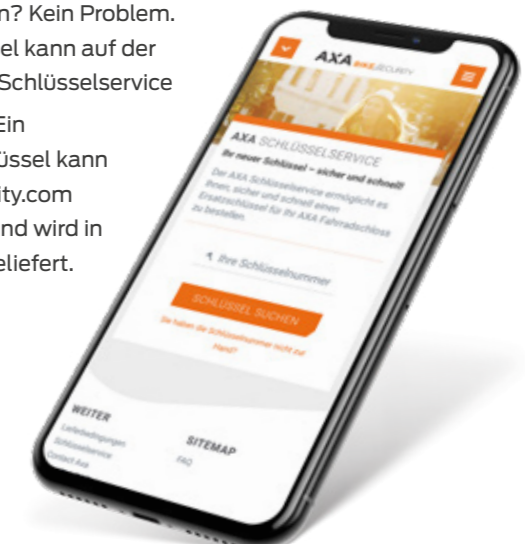 n? Kein Problem.
el kann auf der
Schlüsselservice
Ein
üssel kann
ity.com
nd wird in
eliefert.
AXA BIKE SECURITY
AXA SCHLÜSSELSERVICE
Ihr neuer Schlüssel – sicher und schnell!
Der AXA Schlüsselservice ermöglicht es
Ihnen, sicher und schnell einen
Ersatzschlüssel für Ihr AXA Fahrradschloss
zu bestellen.
Ihre Schlüsselnummer
SCHLÜSSEL SUCHEN
Sie haben die Schlüsselnummer nicht zur
Hand?
WEITER
Lieferbedingungen
Schlüsselservice
Contact Axa
SITEMAP
FAQ